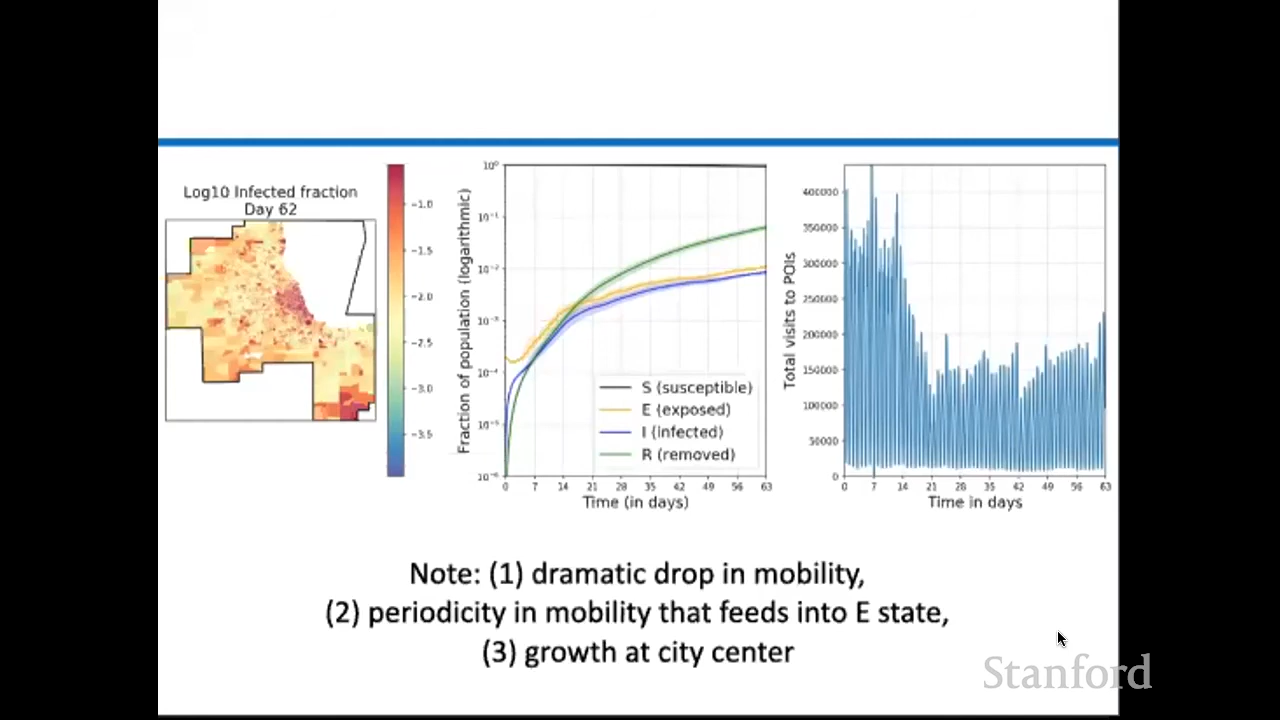 Log10 Infected fraction
Day 62
−1.0
−1.5
−2.0
−2.5
−3.0
−3.5
Fraction of population (logarithmic)
10⁰
10⁻¹
10⁻²
10⁻³
10⁻⁴
10⁻⁵
10⁻⁶
S (susceptible)
E (exposed)
I (infected)
R (removed)
0 7 14 21 28 35 42 49 56 63
Time (in days)
Total visits to POIs
400000
350000
300000
250000
200000
150000
100000
50000
0
0 7 14 21 28 35 42 49 56 63
Time in days
Note: (1) dramatic drop in mobility,
(2) periodicity in mobility that feeds into E state,
(3) growth at city center
Stanford